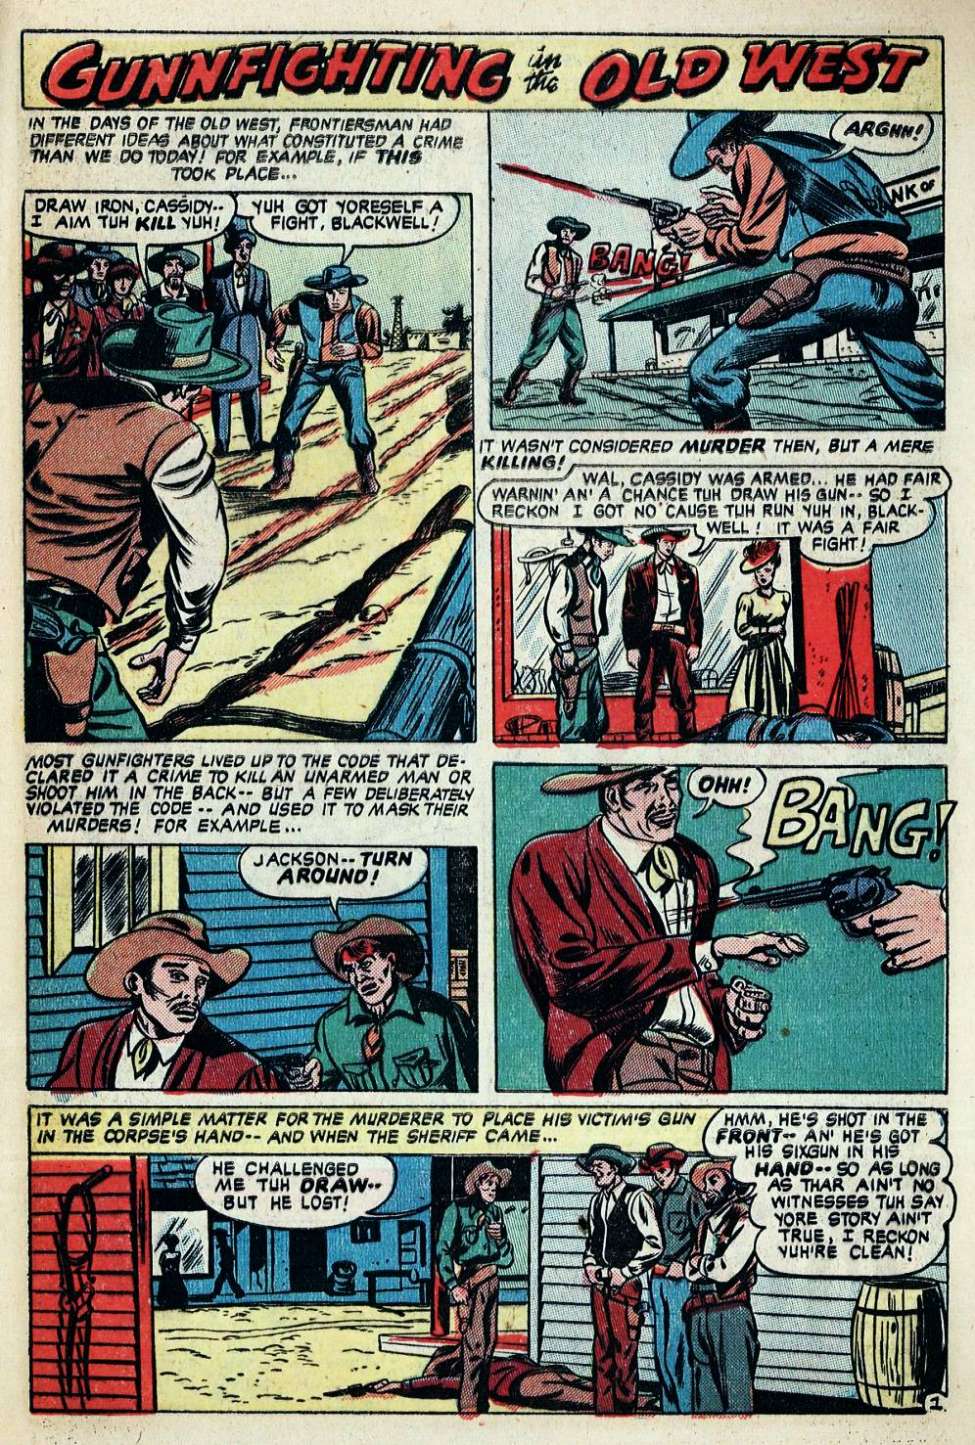 GUNNFIGHTING in the OLD WEST
IN THE DAYS OF THE OLD WEST, FRONTIERSMAN HAD
DIFFERENT IDEAS ABOUT WHAT CONSTITUTED A CRIME
THAN WE DO TODAY! FOR EXAMPLE, IF THIS
TOOK PLACE...
DRAW IRON, CASSIDY--
I AIM TUH KILL YUH!
YUH GOT YORESELF A
FIGHT, BLACKWELL!
ARGHH!
NK OF
BANG!
IT WASN'T CONSIDERED MURDER THEN, BUT A MERE
KILLING!
WAL, CASSIDY WAS ARMED... HE HAD FAIR
WARNIN' AN' A CHANCE TUH DRAW HIS GUN-- SO I
RECKON I GOT NO CAUSE TUH RUN YUH IN, BLACK-
WELL! IT WAS A FAIR
FIGHT!
MOST GUNFIGHTERS LIVED UP TO THE CODE THAT DE-
CLARED IT A CRIME TO KILL AN UNARMED MAN OR
SHOOT HIM IN THE BACK-- BUT A FEW DELIBERATELY
VIOLATED THE CODE -- AND USED IT TO MASK THEIR
MURDERS! FOR EXAMPLE...
JACKSON-- TURN
AROUND!
OHH!
BANG!
IT WAS A SIMPLE MATTER FOR THE MURDERER TO PLACE HIS VICTIM'S GUN
IN THE CORPSE'S HAND-- AND WHEN THE SHERIFF CAME...
HE CHALLENGED
ME TUH DRAW--
BUT HE LOST!
HMM, HE'S SHOT IN THE
FRONT-- AN' HE'S GOT
HIS SIXGUN IN HIS
HAND-- SO AS LONG
AS THAR AIN'T NO
WITNESSES TUH SAY
YORE STORY AIN'T
TRUE, I RECKON
YUH'RE CLEAN!
1